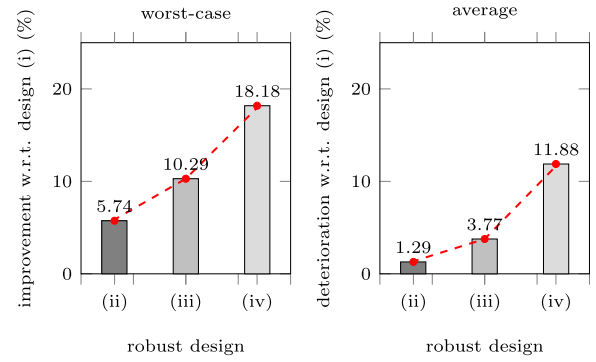 worst-case
improvement w.r.t. design (i) (%)
20
10
0
5.74
10.29
18.18
(ii) (iii) (iv)
robust design
average
deterioration w.r.t. design (i) (%)
20
10
0
1.29
3.77
11.88
(ii) (iii) (iv)
robust design